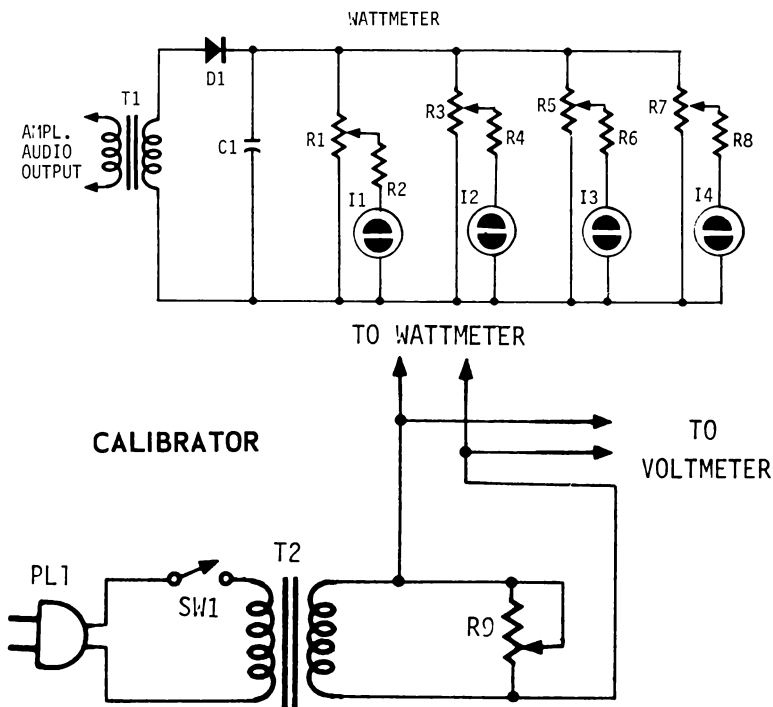 WATTMETER
D1
T1
AMPL.
AUDIO
OUTPUT
C1
R1
R2
I1
R3
R4
I2
R5
R6
I3
R7
R8
I4
TO WATTMETER
CALIBRATOR
TO
VOLTMETER
PL1
SW1
T2
R9